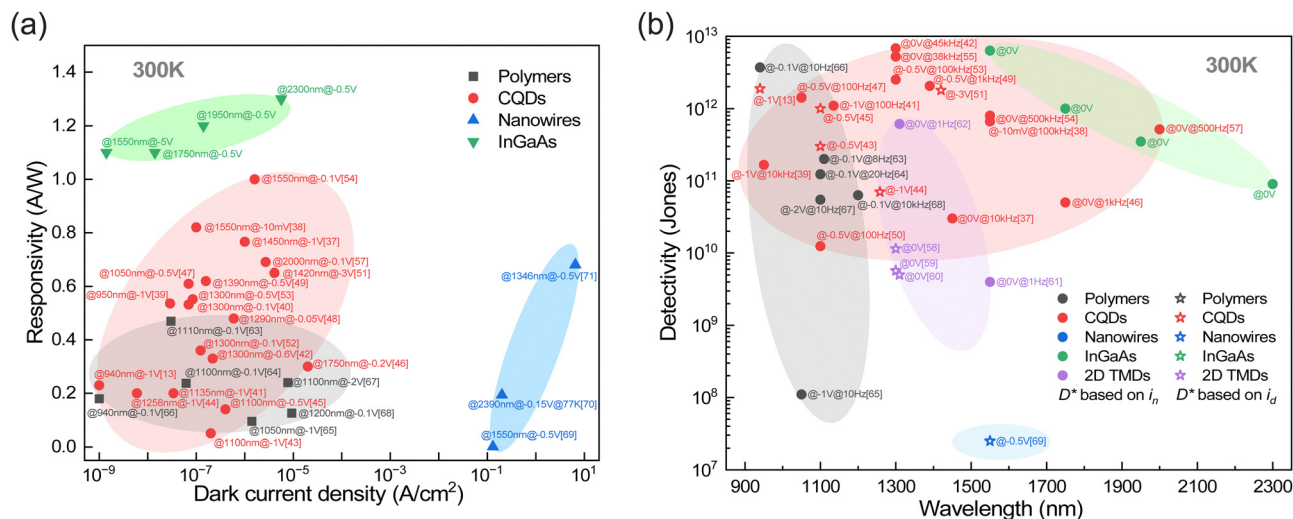 (a)
300K
Polymers
CQDs
Nanowires
InGaAs
@2300nm@-0.5V
@1950nm@-0.5V
@1550nm@-5V
@1750nm@-0.5V
@1550nm@-0.1V[54]
@1550nm@-10mV[38]
@1450nm@-1V[37]
@2000nm@-0.1V[57]
@1420nm@-3V[51]
@1050nm@-0.5V[47]
@1390nm@-0.5V[49]
@950nm@-1V[39]
@1300nm@-0.5V[53]
@1300nm@-0.1V[40]
@1290nm@-0.05V[48]
@1110nm@-0.1V[63]
@1300nm@-0.1V[52]
@1300nm@-0.6V[42]
@1750nm@-0.2V[46]
@1100nm@-0.1V[64]
@940nm@-1V[13]
@1100nm@-2V[67]
@1135nm@-1V[41]
@1258nm@-1V[44]
@1100nm@-0.5V[45]
@940nm@-0.1V[66]
@1200nm@-0.1V[68]
@1050nm@-1V[65]
@1100nm@-1V[43]
@1346nm@-0.5V[71]
@2390nm@-0.15V@77K[70]
@1550nm@-0.5V[69]
1.4
1.2
1.0
0.8
0.6
0.4
0.2
0.0
Responsivity (A/W)
10⁻⁹
10⁻⁷
10⁻⁵
10⁻³
10⁻¹
10¹
Dark current density (A/cm²)
(b)
300K
@0V@45kHz[42]
@0V@38kHz[55]
@-0.5V@100kHz[53]
@-0.5V@1kHz[49]
@-3V[51]
@-0.1V@10Hz[66]
@-0.5V@100Hz[47]
@-1V[13]
@-1V@100Hz[41]
@-0.5V[45]
@0V@1Hz[62]
@0V@500kHz[54]
@-10mV@100kHz[38]
@0V@500Hz[57]
@0V
@0V
@0V
@0V
@-0.5V[43]
@-0.1V@8Hz[63]
@-1V@10kHz[39]
@-0.1V@20Hz[64]
@-1V[44]
@-0.1V@10kHz[68]
@-2V@10Hz[67]
@0V@1kHz[46]
@0V@10kHz[37]
@-0.5V@100Hz[50]
@0V[58]
@0V[59]
@0V[60]
@0V@1Hz[61]
@-1V@10Hz[65]
@-0.5V[69]
Polymers
CQDs
Nanowires
InGaAs
2D TMDs
D* based on iₙ
Polymers
CQDs
Nanowires
InGaAs
2D TMDs
D* based on i_d
10¹³
10¹²
10¹¹
10¹⁰
10⁹
10⁸
10⁷
Detectivity (Jones)
900
1100
1300
1500
1700
1900
2100
2300
Wavelength (nm)